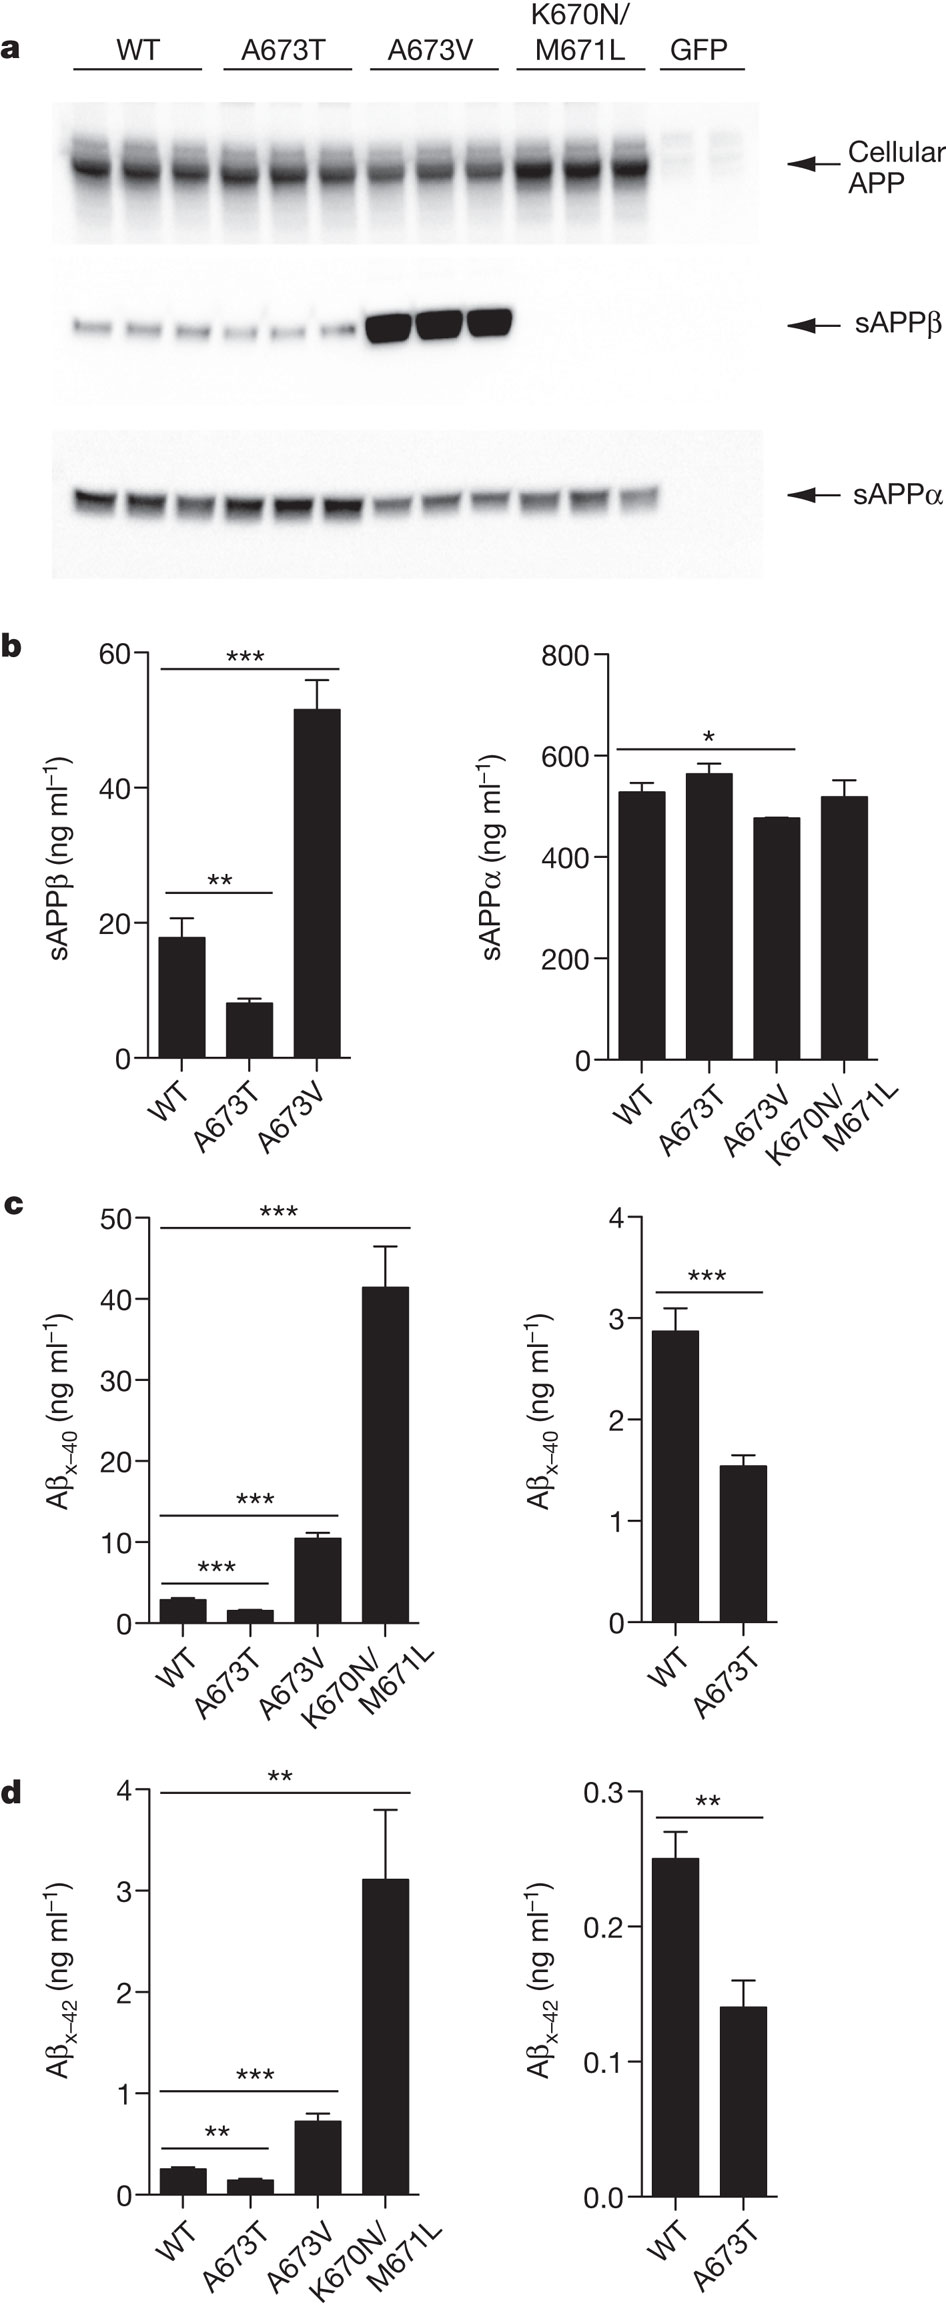 a
WT
A673T
A673V
K670N/
M671L
GFP
Cellular
APP
sAPPβ
sAPPα
b
sAPPβ (ng ml⁻¹)
60
40
20
0
***
**
WT
A673T
A673V
sAPPα (ng ml⁻¹)
800
600
400
200
0
*
WT
A673T
A673V
K670N/
M671L
c
Aβx–40 (ng ml⁻¹)
50
40
30
20
10
0
***
***
***
WT
A673T
A673V
K670N/
M671L
Aβx–40 (ng ml⁻¹)
4
3
2
1
0
***
WT
A673T
d
Aβx–42 (ng ml⁻¹)
4
3
2
1
0
**
***
**
WT
A673T
A673V
K670N/
M671L
Aβx–42 (ng ml⁻¹)
0.3
0.2
0.1
0.0
**
WT
A673T